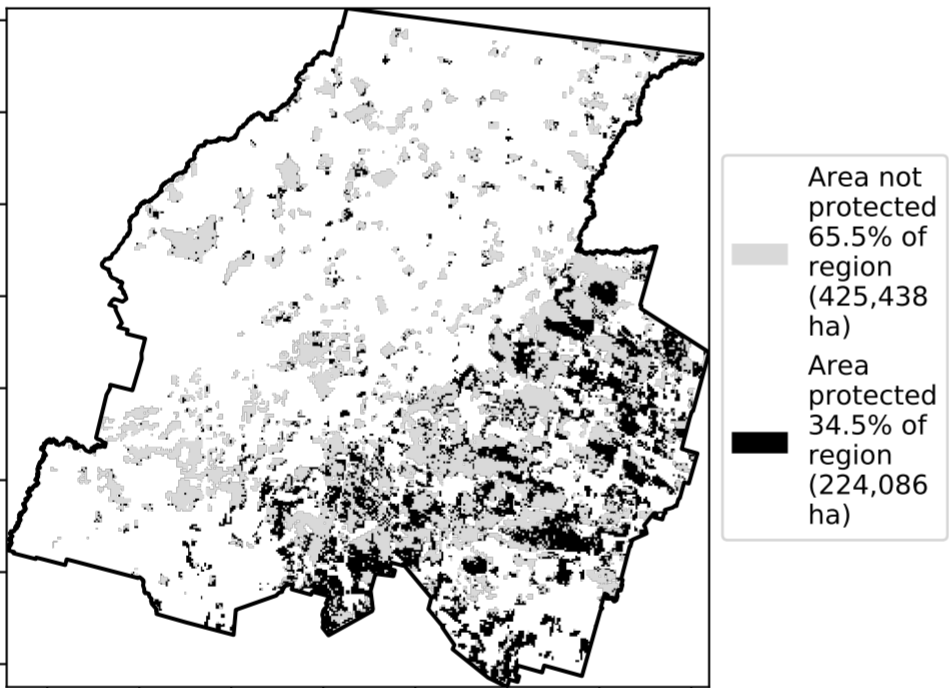 Area not
protected
65.5% of
region
(425,438
ha)
Area
protected
34.5% of
region
(224,086
ha)